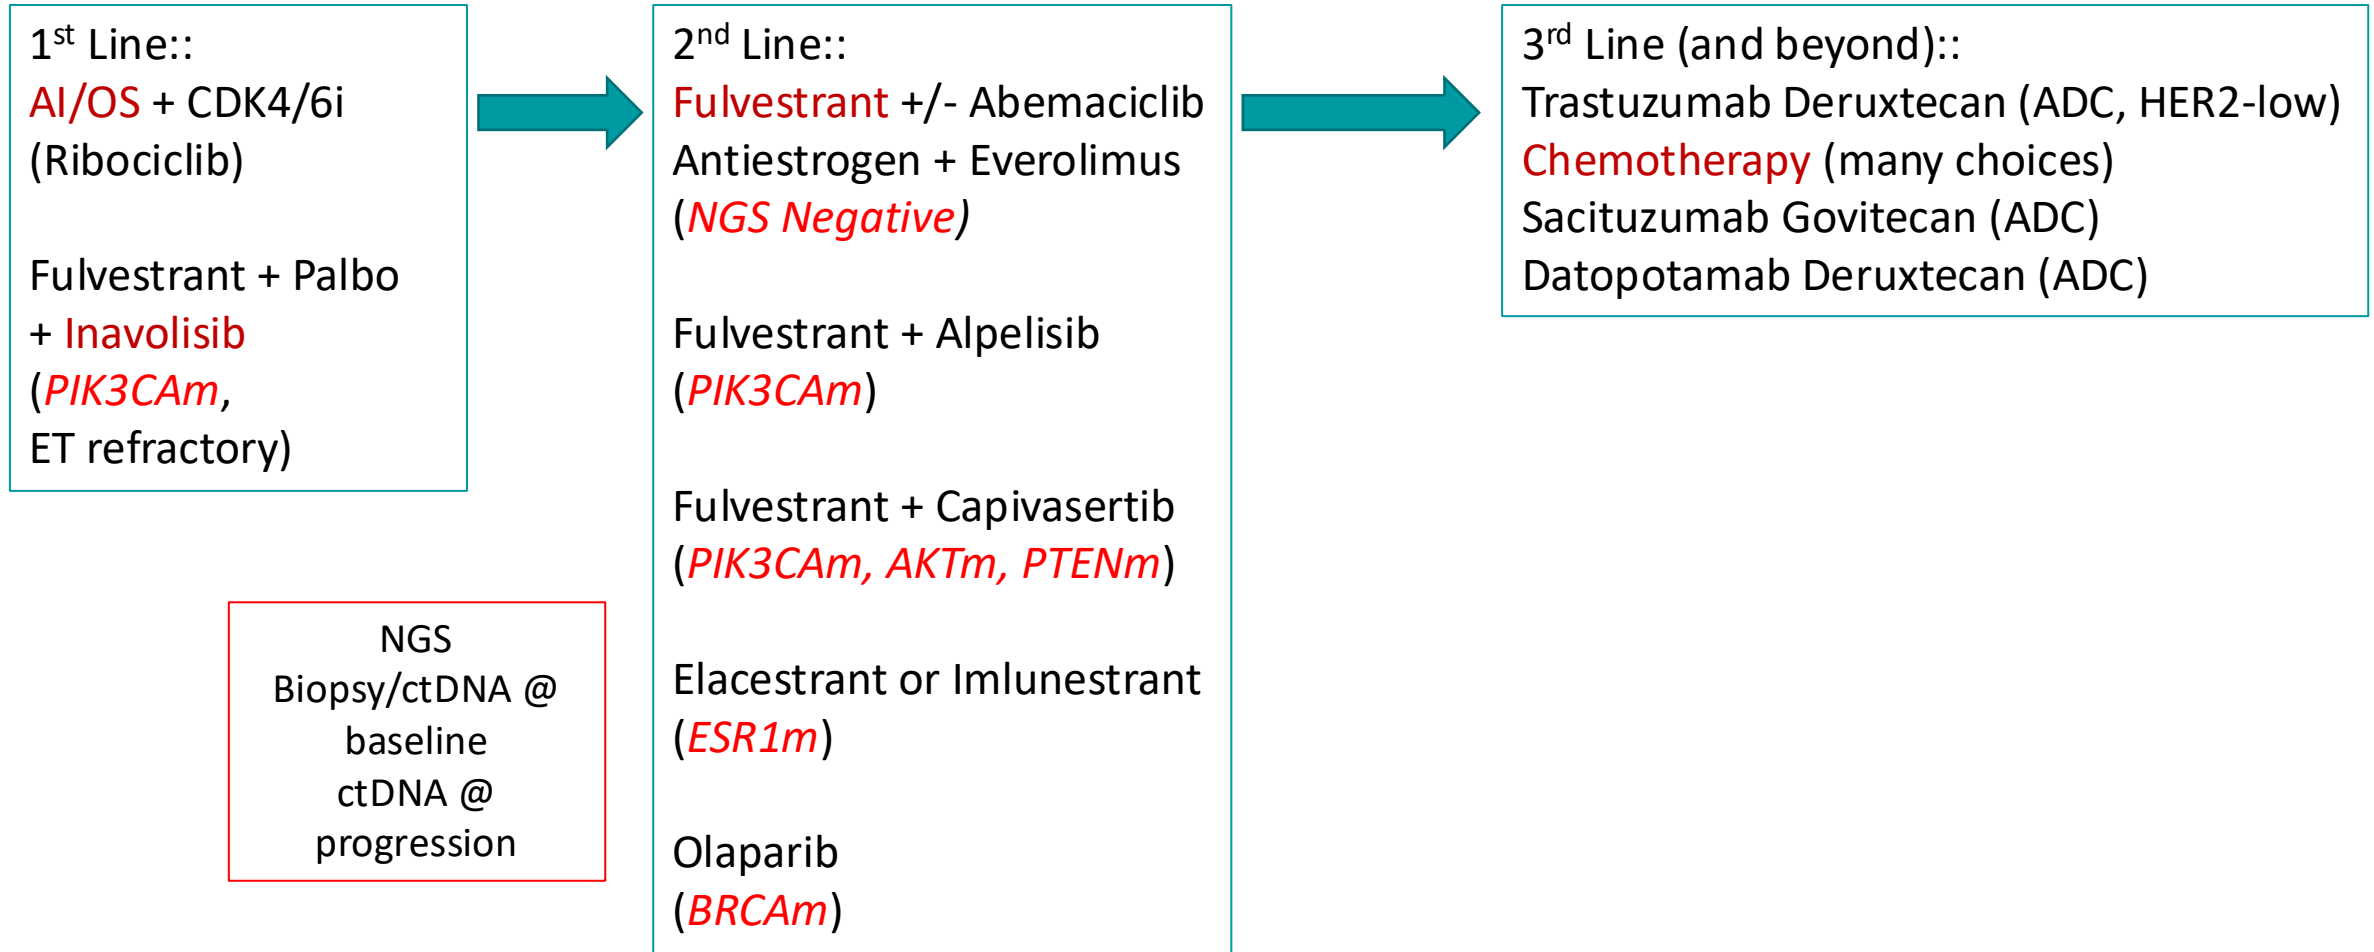 1st Line::
AI/OS + CDK4/6i
(Ribociclib)
Fulvestrant + Palbo
+ Inavolisib
(PIK3CAm,
ET refractory)
2nd Line::
Fulvestrant +/- Abemaciclib
Antiestrogen + Everolimus
(NGS Negative)
Fulvestrant + Alpelisib
(PIK3CAm)
Fulvestrant + Capivasertib
(PIK3CAm, AKTm, PTENm)
Elacestrant or Imlunestrant
(ESR1m)
Olaparib
(BRCAm)
3rd Line (and beyond)::
Trastuzumab Deruxtecan (ADC, HER2-low)
Chemotherapy (many choices)
Sacituzumab Govitecan (ADC)
Datopotamab Deruxtecan (ADC)
NGS
Biopsy/ctDNA @
baseline
ctDNA @
progression